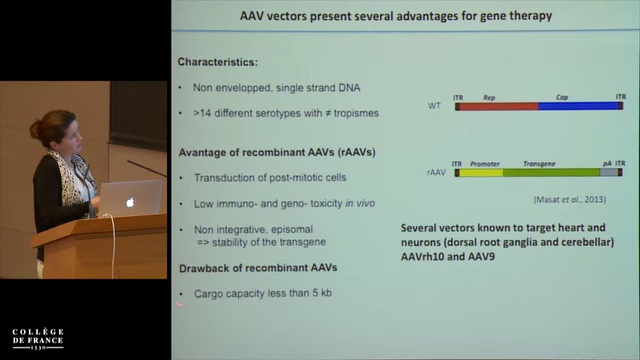 AAV vectors present several advantages for gene therapy
Characteristics:
• Non envelopped, single strand DNA
• >14 different serotypes with ≠ tropismes
Avantage of recombinant AAVs (rAAVs)
• Transduction of post-mitotic cells
• Low immuno- and geno- toxicity in vivo
• Non integrative, episomal
=> stability of the transgene
Drawback of recombinant AAVs
• Cargo capacity less than 5 kb
ITR Rep Cap ITR
WT
ITR Promoter Transgene pA ITR
rAAV
(Masat et al., 2013)
Several vectors known to target heart and
neurons (dorsal root ganglia and cerebellar)
AAVrh10 and AAV9
COLLÈGE
DE FRANCE
1530